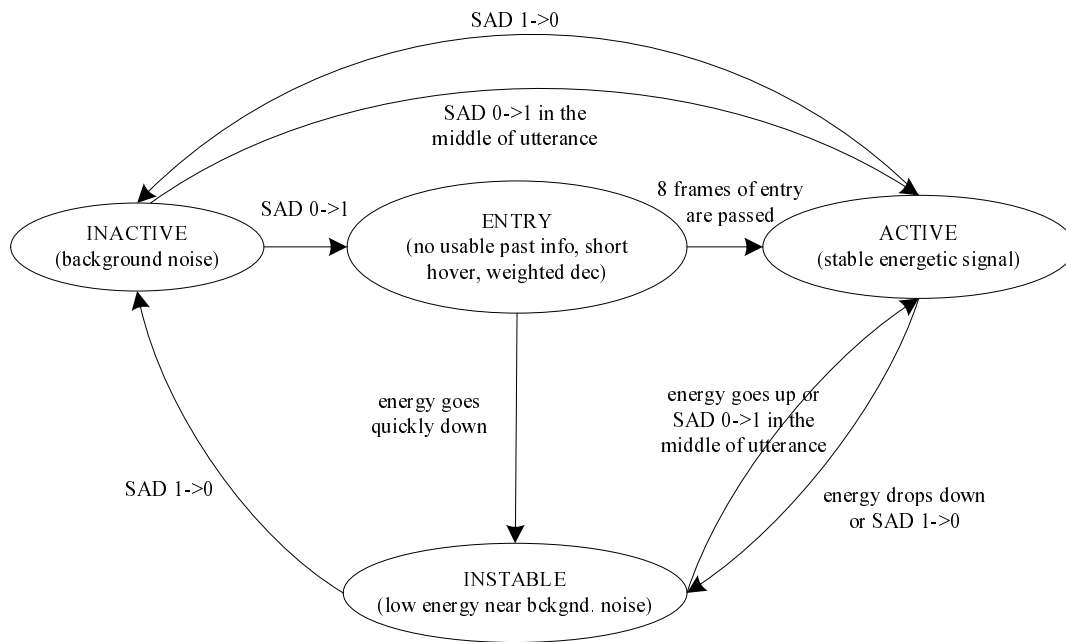 SAD 1->0
SAD 0->1 in the
middle of utterance
8 frames of entry
are passed
SAD 0->1
INACTIVE
(background noise)
ENTRY
(no usable past info, short
hover, weighted dec)
ACTIVE
(stable energetic signal)
energy goes
quickly down
energy goes up or
SAD 0->1 in the
middle of utterance
SAD 1->0
energy drops down
or SAD 1->0
INSTABLE
(low energy near bckgnd. noise)